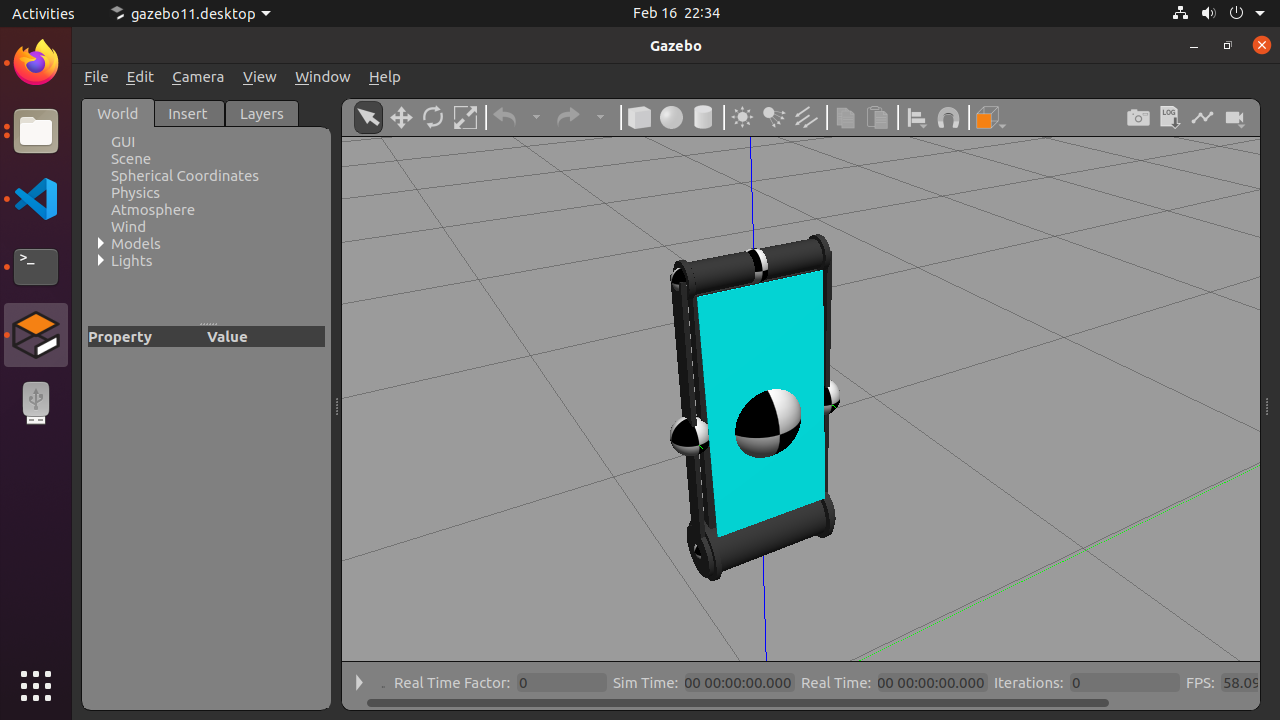 Activities
gazebo11.desktop
Feb 16 22:34
Gazebo
File Edit Camera View Window Help
World Insert Layers
LOG
GUI
Scene
Spherical Coordinates
Physics
Atmosphere
Wind
Models
Lights
Property Value
>_
Real Time Factor: 0 Sim Time: 00 00:00:00.000 Real Time: 00 00:00:00.000 Iterations: 0 FPS: 58.09